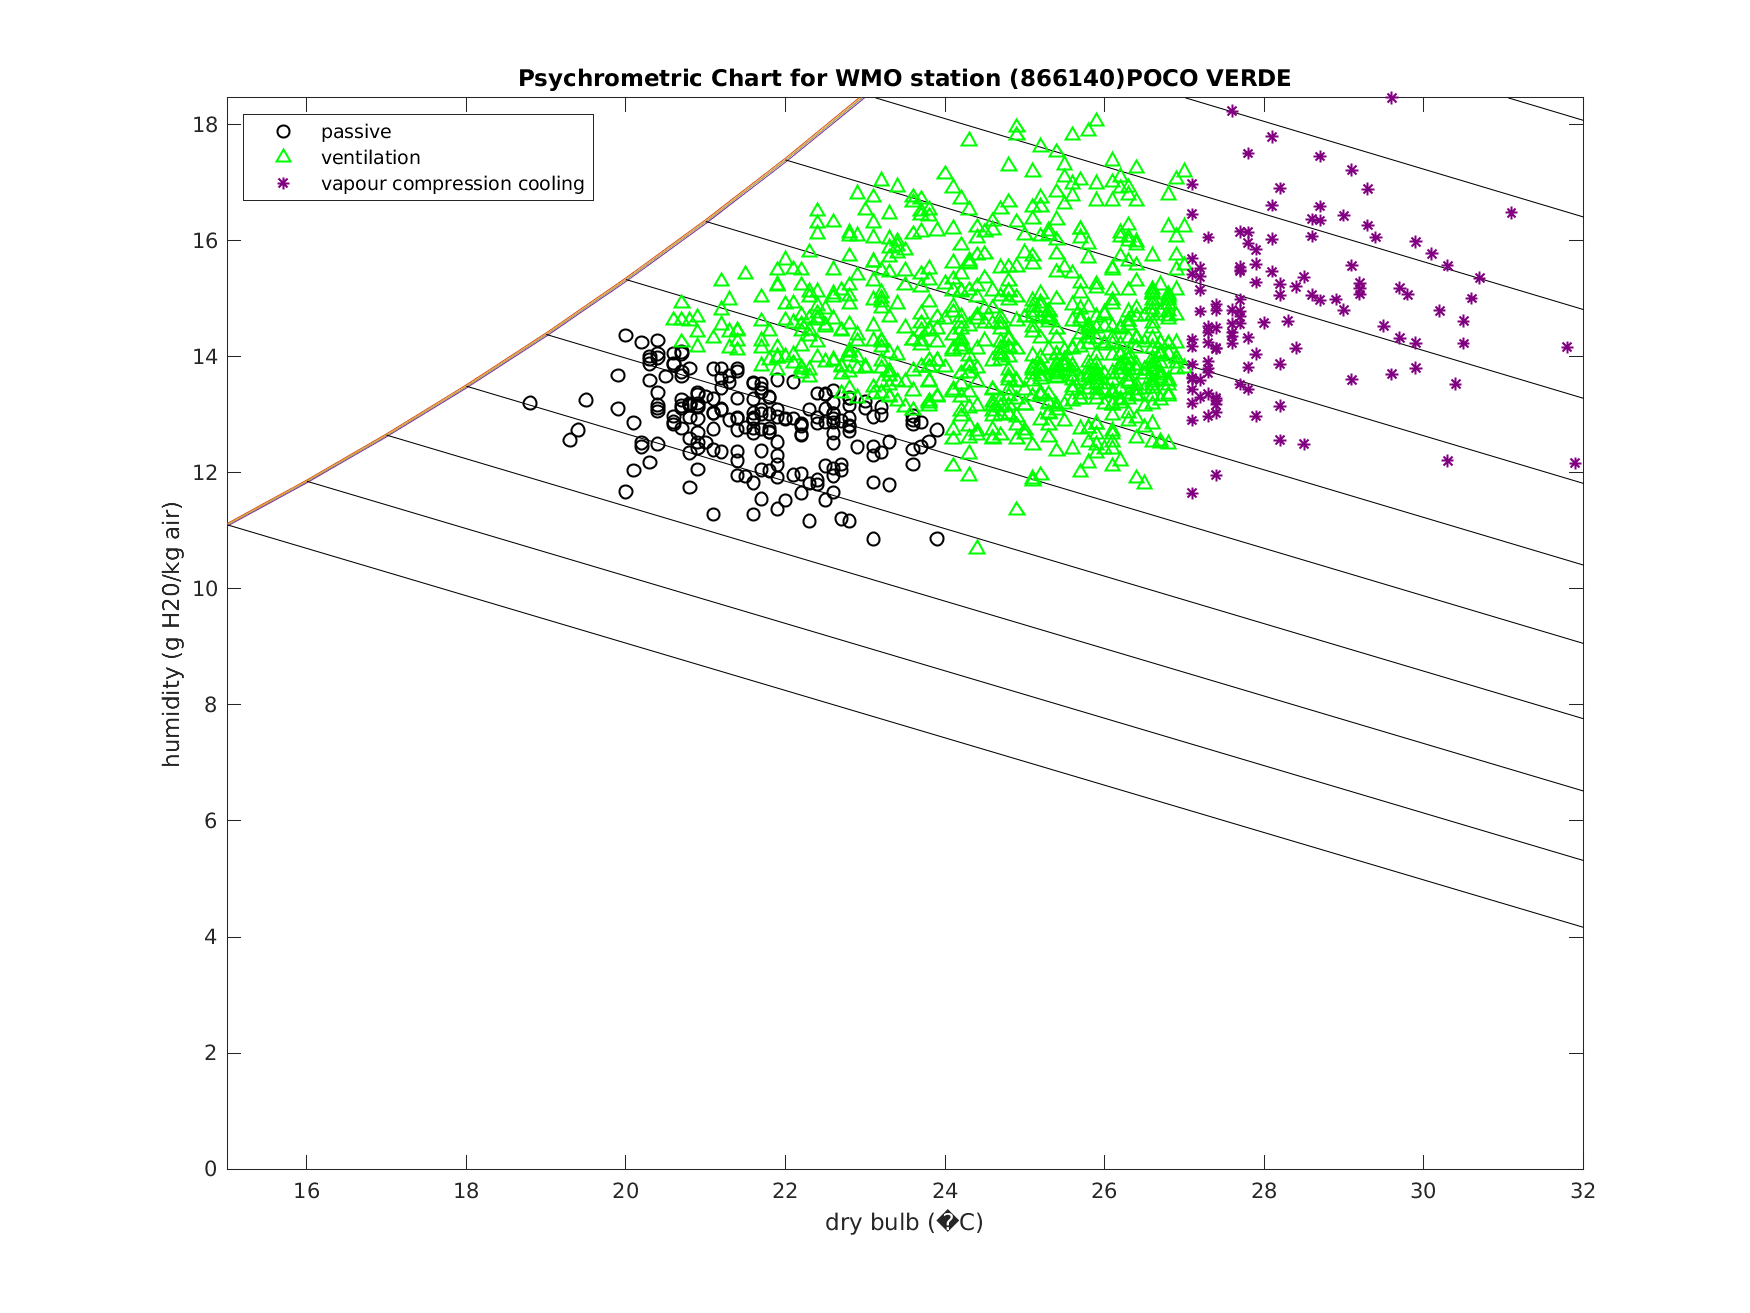 Psychrometric Chart for WMO station (866140)POCO VERDE
passive
ventilation
vapour compression cooling
humidity (g H20/kg air)
18
16
14
12
10
8
6
4
2
0
16 18 20 22 24 26 28 30 32
dry bulb (�C)